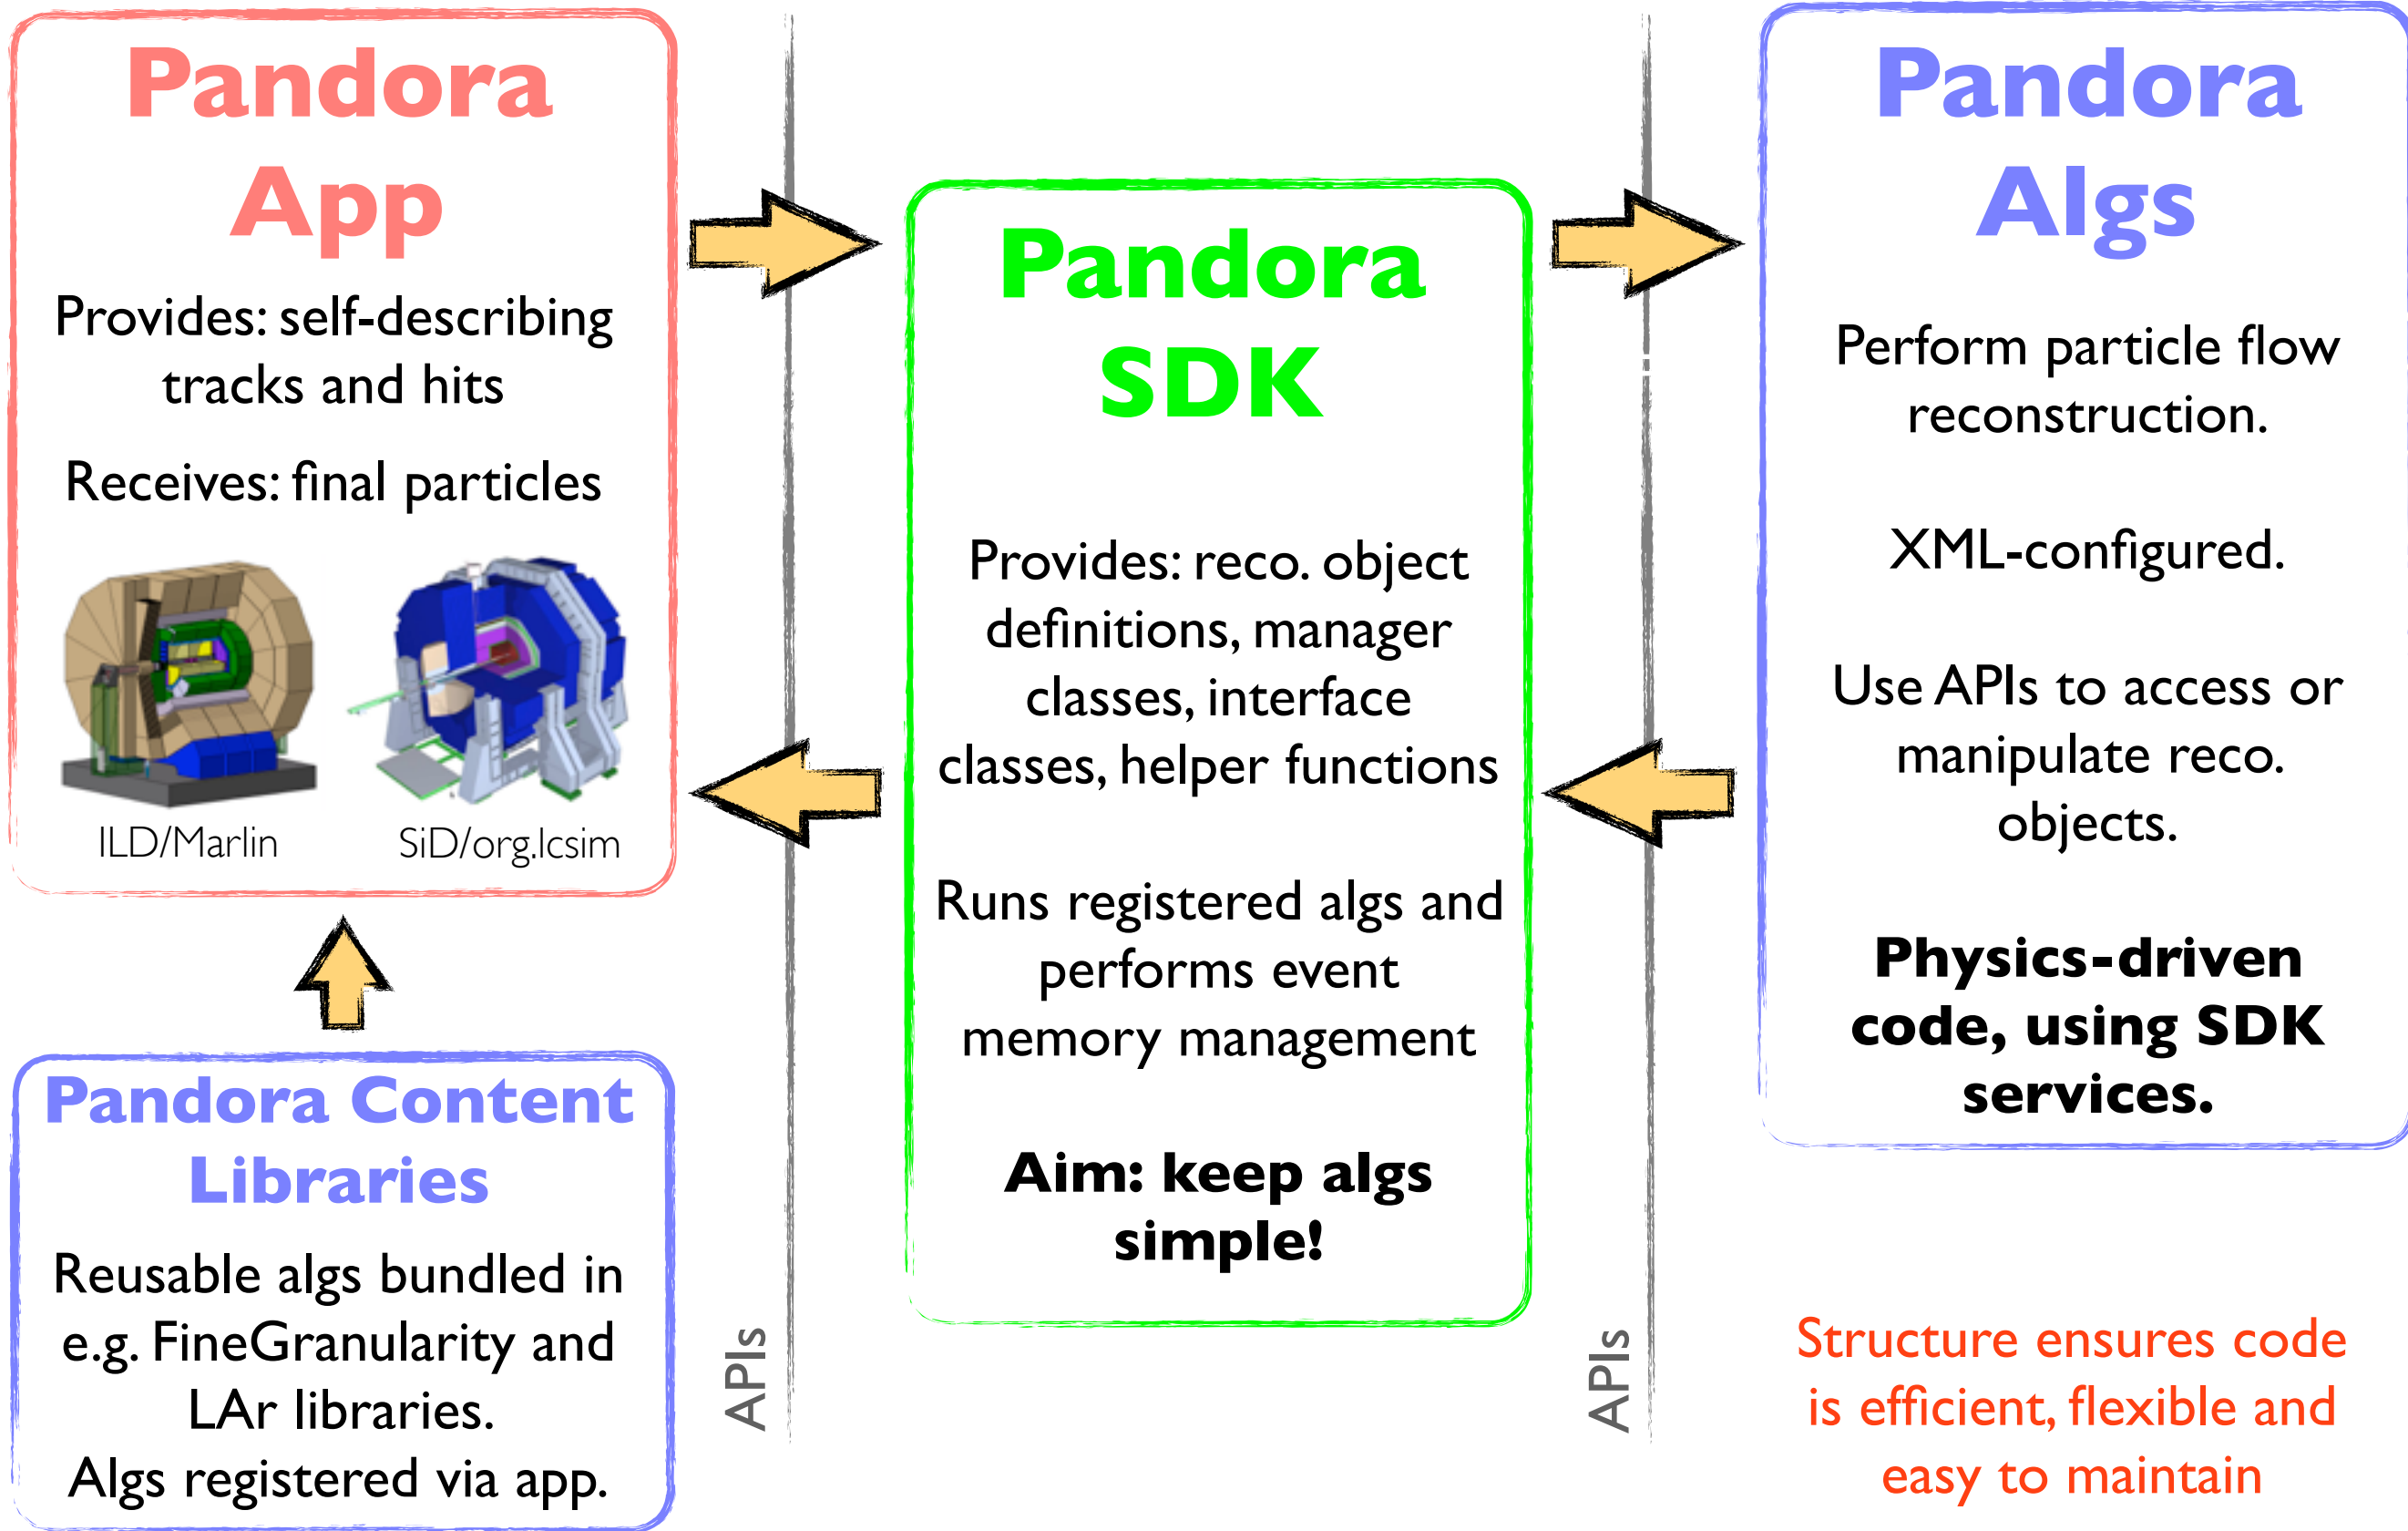 Pandora
App
Provides: self-describing
tracks and hits
Receives: final particles
ILD/Marlin
SiD/org.lcsim
Pandora Content
Libraries
Reusable algs bundled in
e.g. FineGranularity and
LAr libraries.
Algs registered via app.
APIs
Pandora
SDK
Provides: reco. object
definitions, manager
classes, interface
classes, helper functions
Runs registered algs and
performs event
memory management
Aim: keep algs
simple!
APIs
Pandora
Algs
Perform particle flow
reconstruction.
XML-configured.
Use APIs to access or
manipulate reco.
objects.
Physics-driven
code, using SDK
services.
Structure ensures code
is efficient, flexible and
easy to maintain